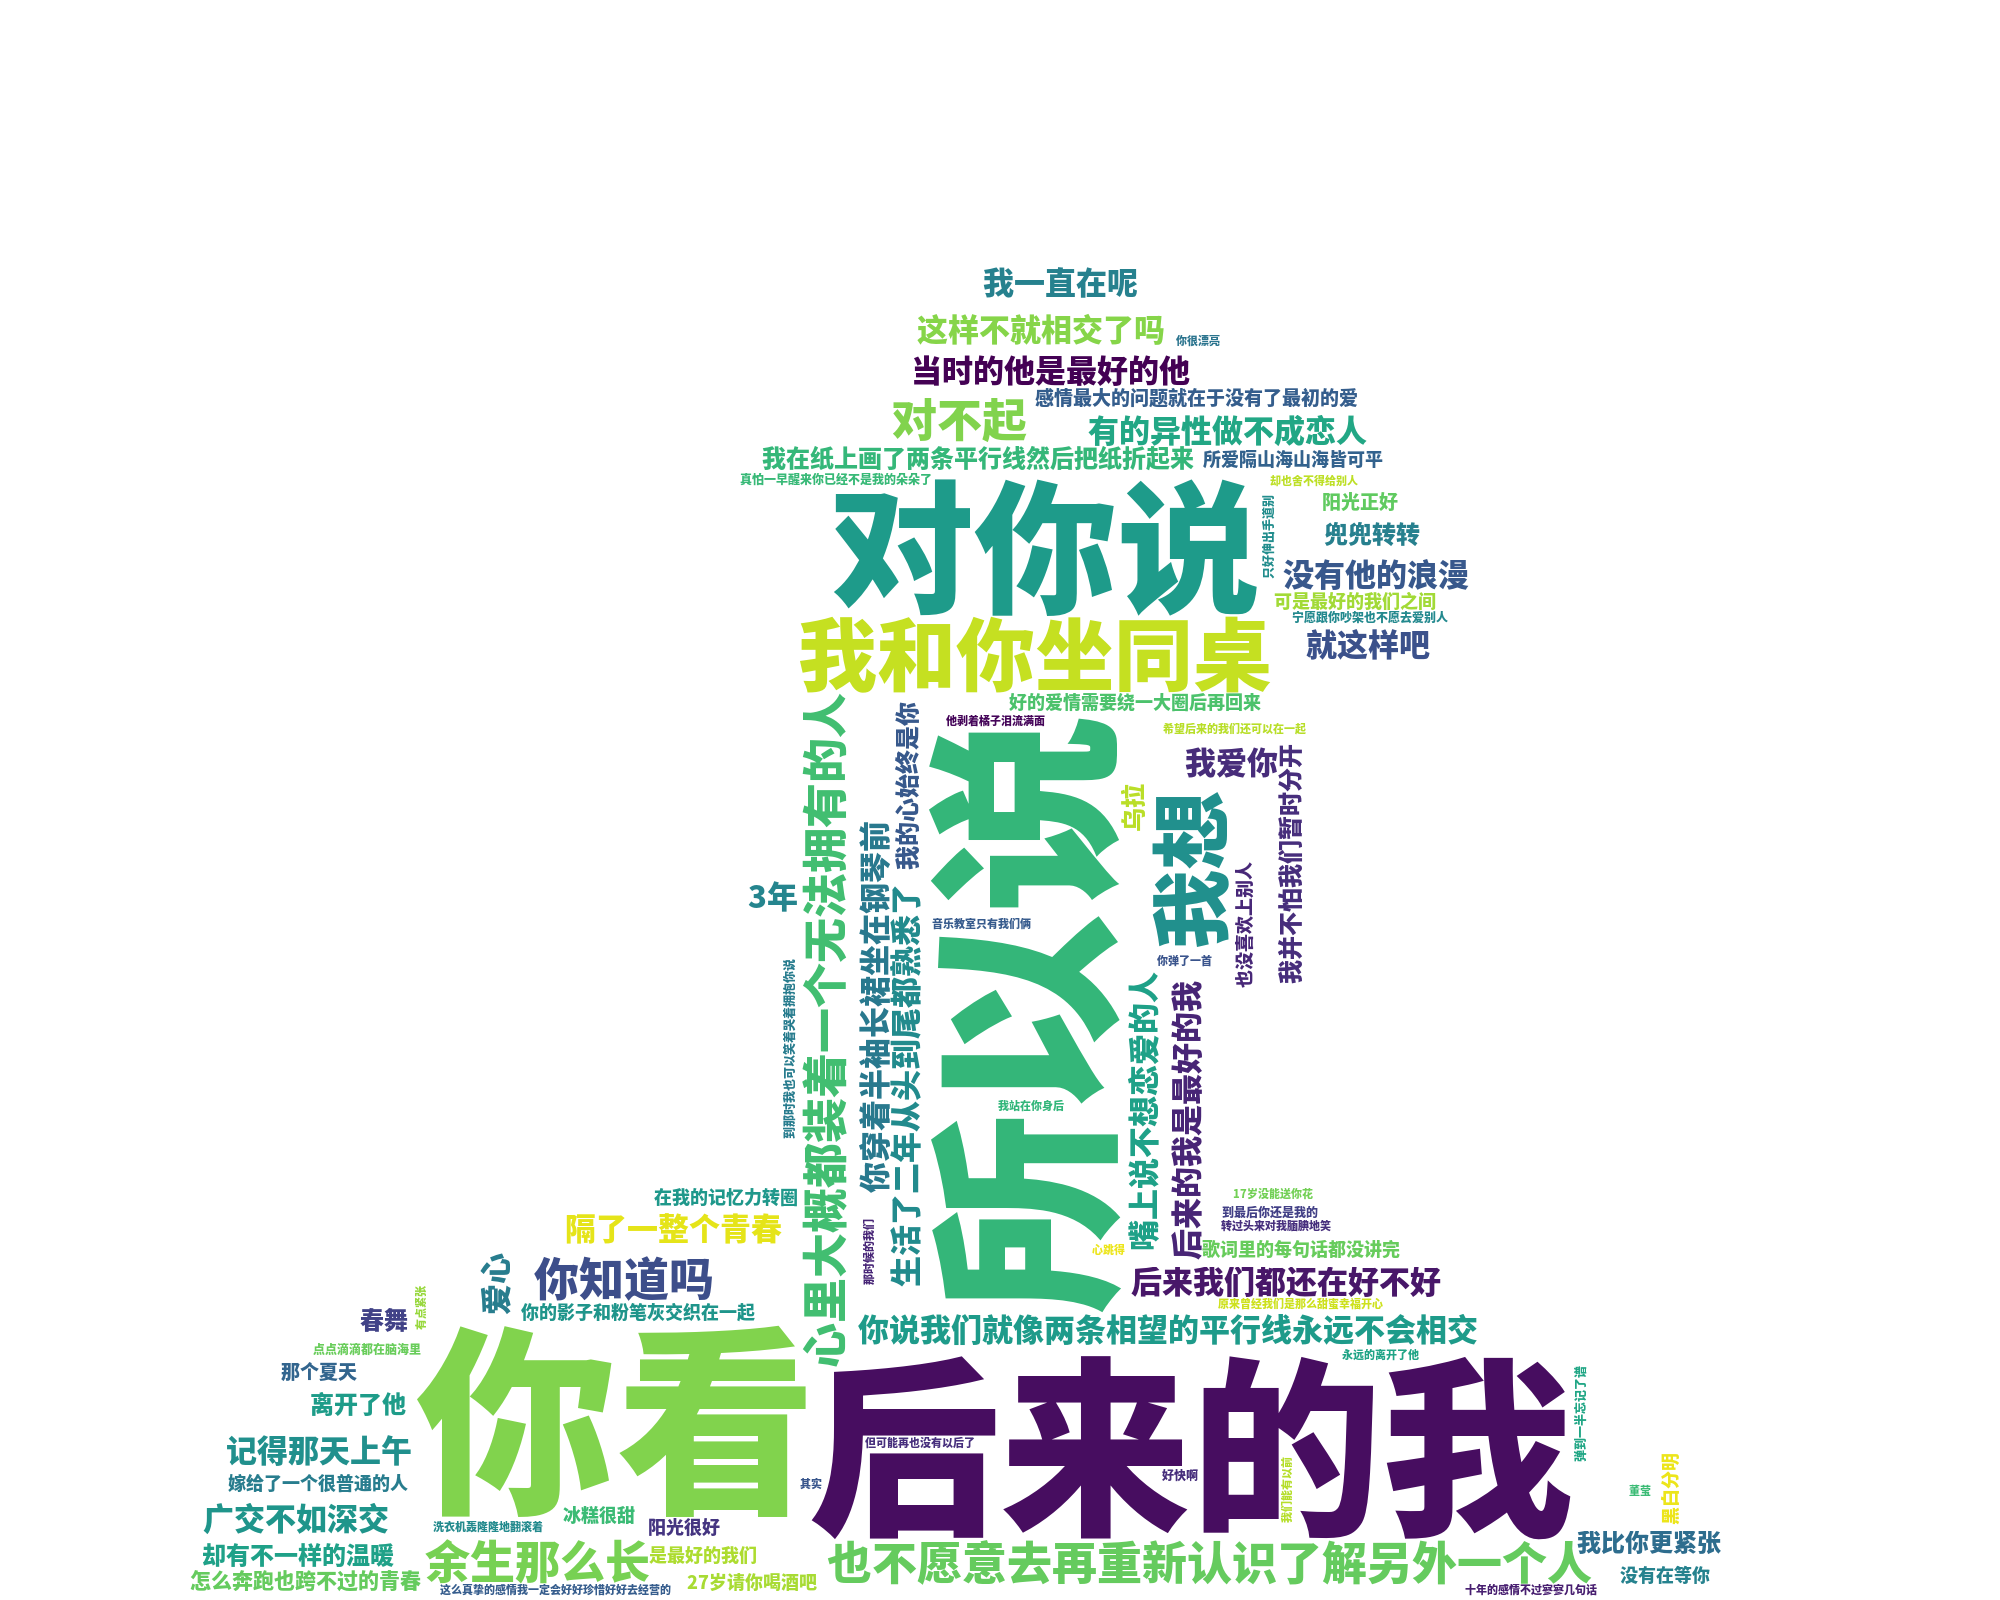 我一直在呢
这样不就相交了吗
你很漂亮
当时的他是最好的他
感情最大的问题就在于没有了最初的爱
对不起
有的异性做不成恋人
我在纸上画了两条平行线然后把纸折起来
所爱隔山海山海皆可平
真怕一早醒来你已经不是我的朵朵了
却也舍不得给别人
对你说
只好伸出手道别
阳光正好
兜兜转转
没有他的浪漫
可是最好的我们之间
宁愿跟你吵架也不愿去爱别人
我和你坐同桌
就这样吧
好的爱情需要绕一大圈后再回来
心里大概都装着一个无法拥有的人
我的心始终是你
他剥着橘子泪流满面
希望后来的我们还可以在一起
我爱你
我并不怕我们暂时分开
乌拉
我想
所以说
你穿着半袖长裙坐在钢琴前
生活了二年从头到尾都熟悉了
3年
也没喜欢上别人
音乐教室只有我们俩
你弹了一首
到那时我也可以笑着哭着拥抱你说
嘴上说不想恋爱的人
后来的我是最好的我
我站在你身后
在我的记忆力转圈
17岁没能送你花
到最后你还是我的
转过头来对我腼腆地笑
隔了一整个青春
那时候的我们
心跳得
歌词里的每句话都没讲完
爱心
你知道吗
后来我们都还在好不好
有点紧张
春舞
你的影子和粉笔灰交织在一起
原来曾经我们是那么甜蜜幸福开心
你说我们就像两条相望的平行线永远不会相交
点点滴滴都在脑海里
永远的离开了他
那个夏天
你看
后来的我
弹到一半忘记了谱
离开了他
记得那天上午
但可能再也没有以后了
嫁给了一个很普通的人
其实
好快啊
我们能有以前
董莹
黑白分明
广交不如深交
冰糕很甜
洗衣机轰隆隆地翻滚着
阳光很好
我比你更紧张
却有不一样的温暖
余生那么长
是最好的我们
也不愿意去再重新认识了解另外一个人
怎么奔跑也跨不过的青春
27岁请你喝酒吧
没有在等你
这么真挚的感情我一定会好好珍惜好好去经营的
十年的感情不过寥寥几句话